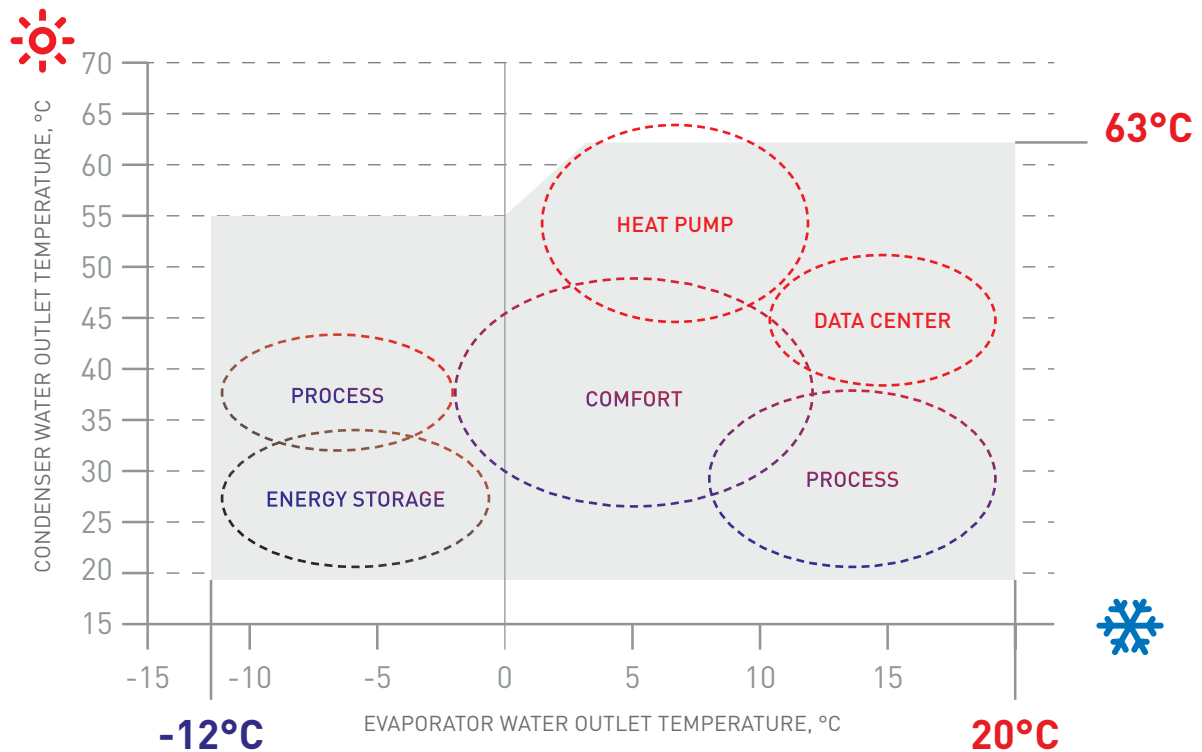 70
65
63°C
60
55
HEAT PUMP
50
45
DATA CENTER
40
PROCESS
COMFORT
35
30
PROCESS
ENERGY STORAGE
25
20
15
CONDENSER WATER OUTLET TEMPERATURE, °C
-15 -10 -5 0 5 10 15
-12°C
EVAPORATOR WATER OUTLET TEMPERATURE, °C
20°C